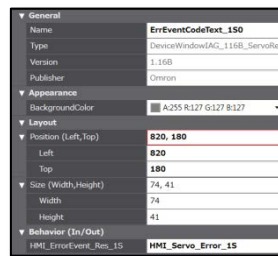 ▼ General
Name ErrEventCodeText_150
Type DeviceWindowIAG_116B_ServoRe
Version 1.16B
Publisher Omron
▼ Appearance
BackgroundColor A:255 R:127 G:127 B:127
▼ Layout
▼ Position (Left,Top) 820, 180
Left 820
Top 180
▼ Size (Width,Height) 74, 41
Width 74
Height 41
▼ Behavior (In/Out)
HMI_ErrorEvent_Res_1S HMI_Servo_Error_1S